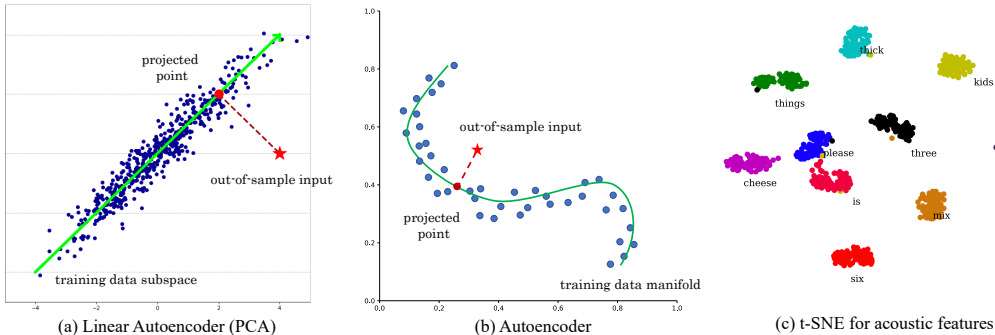 projected
point
out-of-sample input
training data subspace
−4
−2
0
2
4
(a) Linear Autoencoder (PCA)
1.0
0.8
0.6
0.4
0.2
0.0
out-of-sample input
projected
point
training data manifold
0.0
0.2
0.4
0.6
0.8
1.0
(b) Autoencoder
thick
kids
things
please
three
cheese
is
mix
six
(c) t-SNE for acoustic features